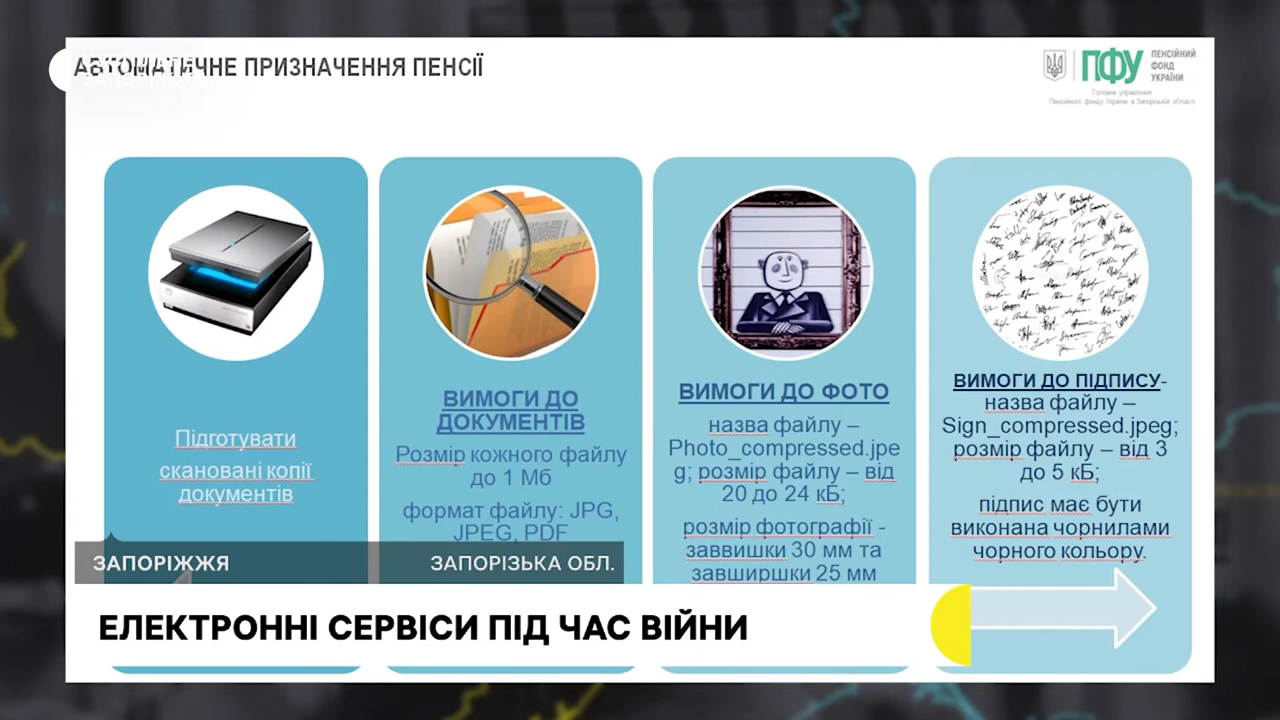 АВТОМАТИЧНЕ ПРИЗНАЧЕННЯ ПЕНСІЇ
ПФУ
ПЕНСІЙНИЙ
ФОНД
УКРАЇНИ
Головне управління
Пенсійного фонду України в Запорізькій області
Підготувати
скановані копії
документів
ВИМОГИ ДО
ДОКУМЕНТІВ
Розмір кожного файлу
до 1 Мб
формат файлу: JPG,
JPEG, PDF
ВИМОГИ ДО ФОТО
назва файлу –
Photo_compressed.jpe
g; розмір файлу – від
20 до 24 кБ;
розмір фотографії -
заввишки 30 мм та
завширшки 25 мм
ВИМОГИ ДО ПІДПИСУ-
назва файлу –
Sign_compressed.jpeg;
розмір файлу – від 3
до 5 кБ;
підпис має бути
виконана чорнилами
чорного кольору.
ЗАПОРІЖЖЯ ЗАПОРІЗЬКА ОБЛ.
ЕЛЕКТРОННІ СЕРВІСИ ПІД ЧАС ВІЙНИ